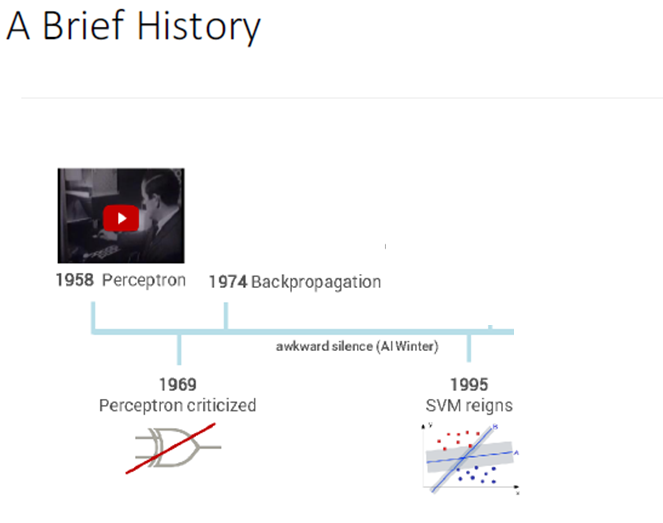 A Brief History
1958 Perceptron
1974 Backpropagation
awkward silence (AI Winter)
1969
Perceptron criticized
1995
SVM reigns